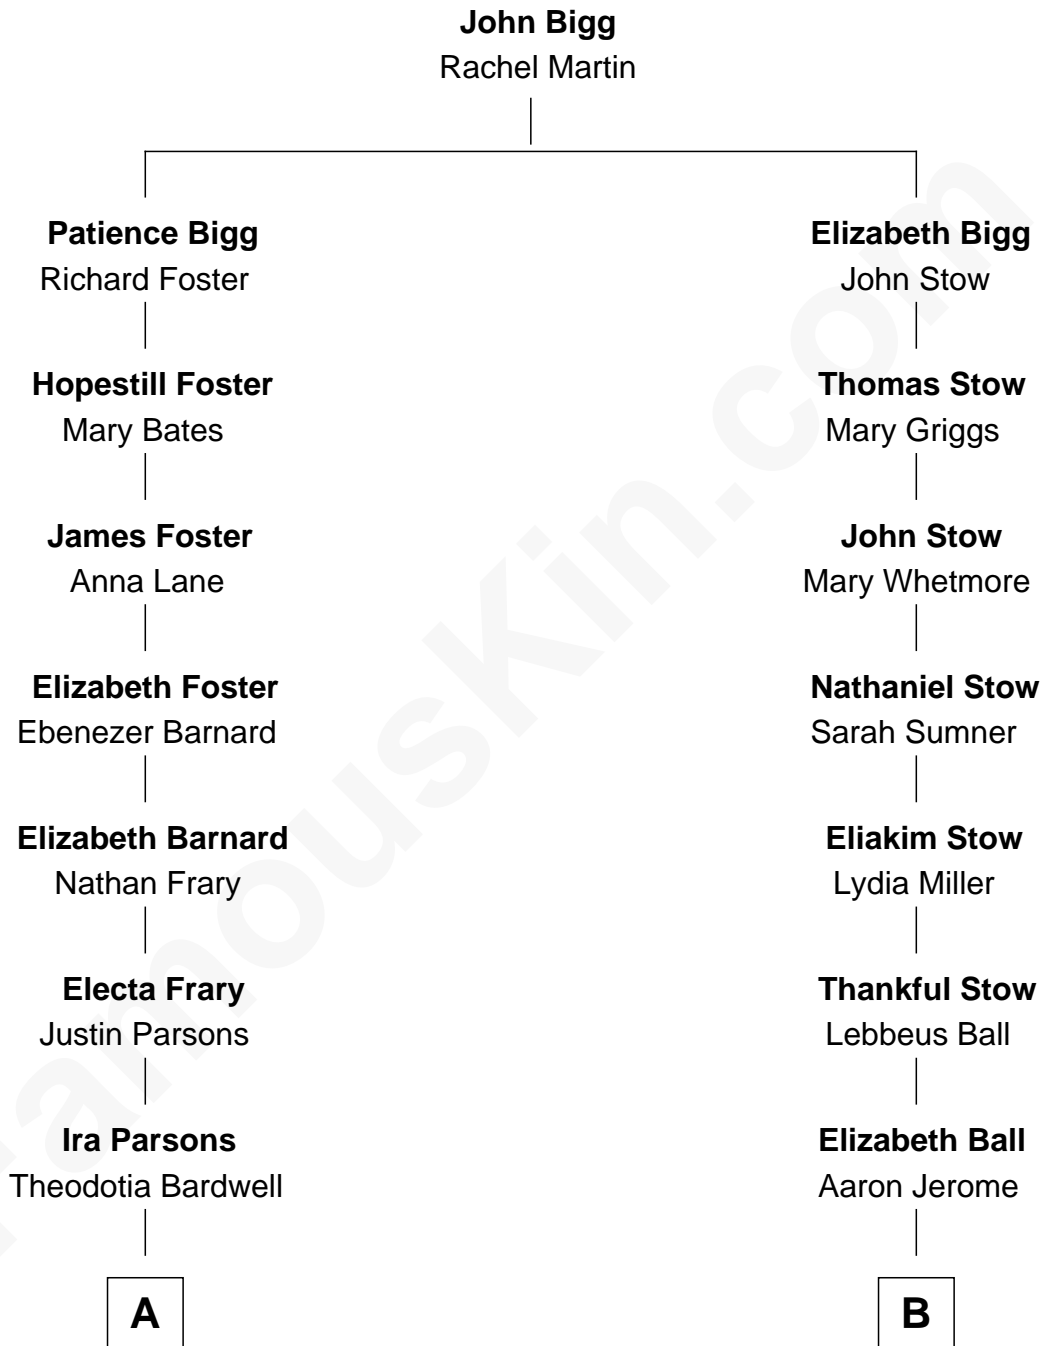 John Bigg
Rachel Martin
Patience Bigg
Richard Foster
Elizabeth Bigg
John Stow
Hopestill Foster
Mary Bates
Thomas Stow
Mary Griggs
James Foster
Anna Lane
John Stow
Mary Whetmore
Elizabeth Foster
Ebenezer Barnard
Nathaniel Stow
Sarah Sumner
Elizabeth Barnard
Nathan Frary
Eliakim Stow
Lydia Miller
Electa Frary
Justin Parsons
Thankful Stow
Lebbeus Ball
Ira Parsons
Theodotia Bardwell
Elizabeth Ball
Aaron Jerome
A
B
FamousKin.com